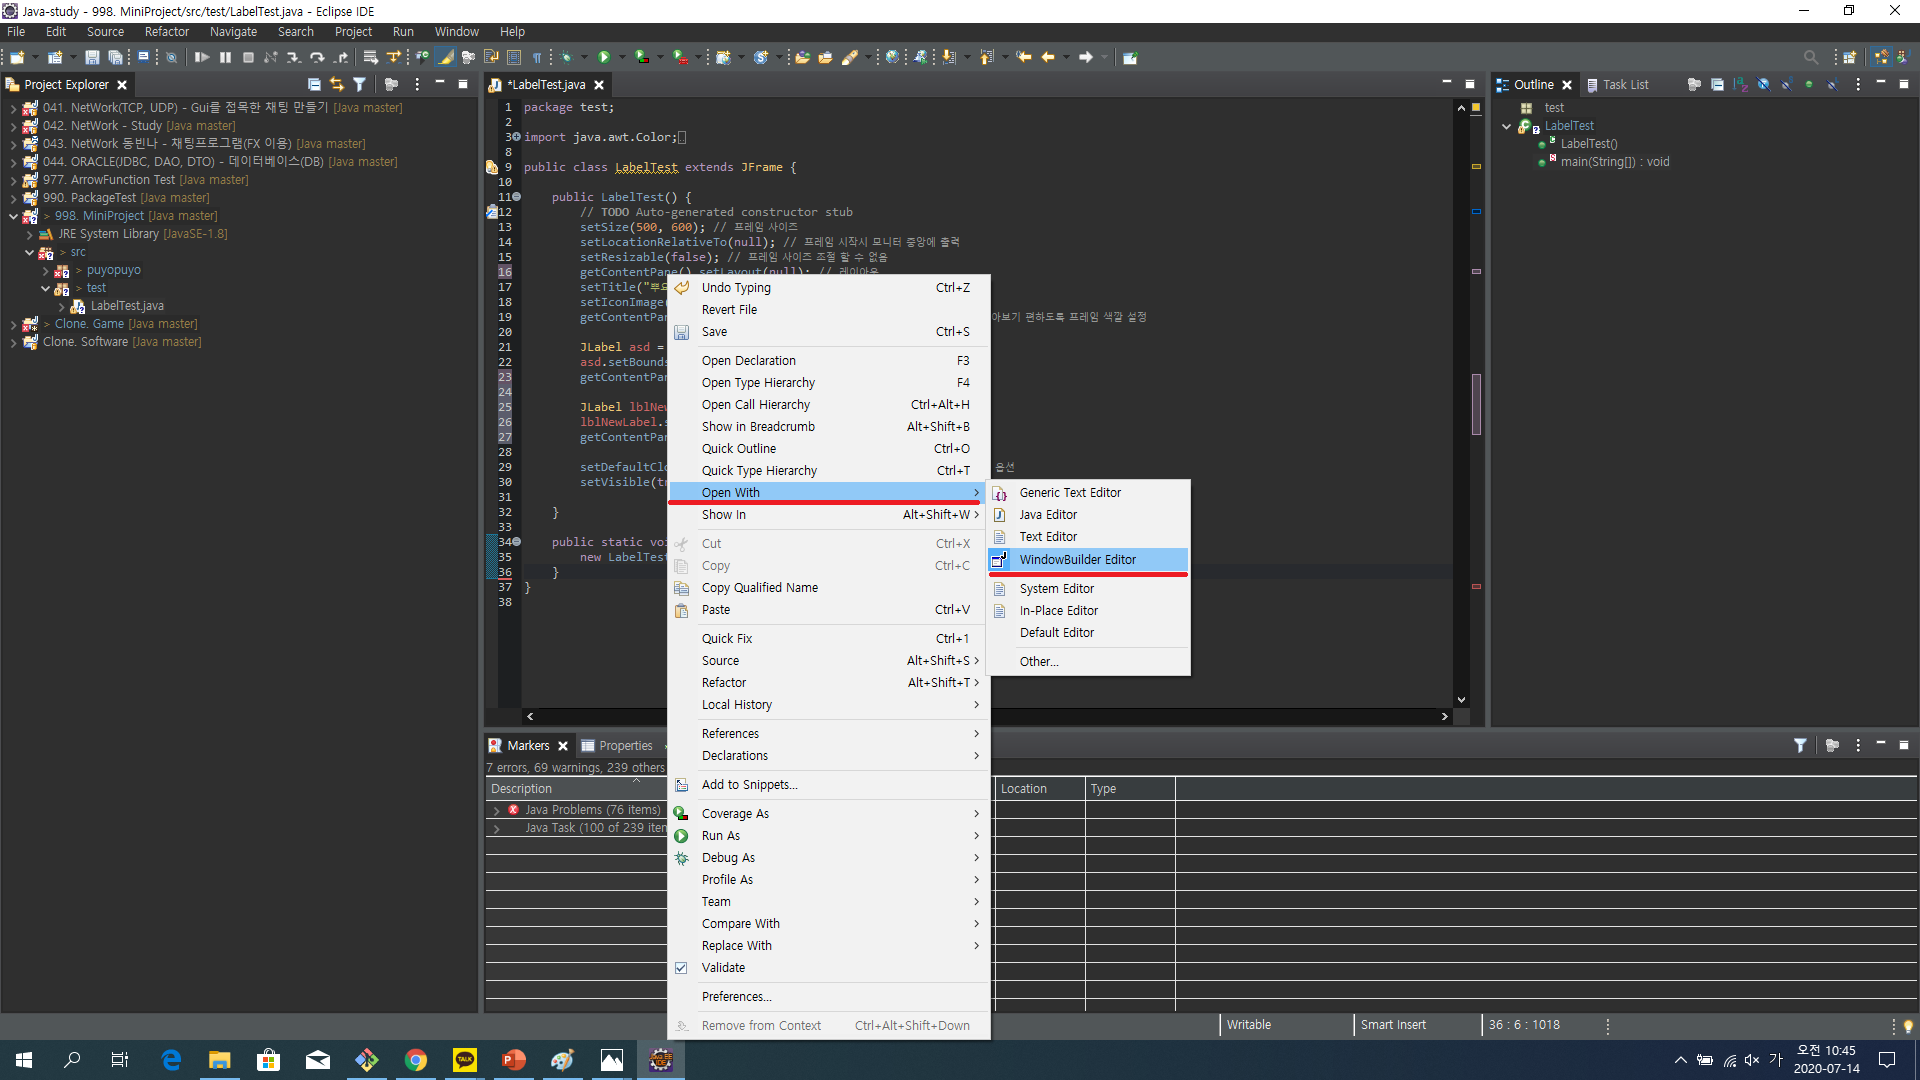 Java-study - 998. MiniProject/src/test/LabelTest.java - Eclipse IDE
File Edit Source Refactor Navigate Search Project Run Window Help
Project Explorer
041. NetWork(TCP, UDP) - Gui를 접목한 채팅 만들기 [Java master]
042. NetWork - Study [Java master]
043. NetWork 동빈나 - 채팅프로그램(FX 이용) [Java master]
044. ORACLE(JDBC, DAO, DTO) - 데이터베이스(DB) [Java master]
977. ArrowFunction Test [Java master]
990. PackageTest [Java master]
> 998. MiniProject [Java master]
JRE System Library [JavaSE-1.8]
> src
> puyopuyo
> test
LabelTest.java
> Clone. Game [Java master]
Clone. Software [Java master]
*LabelTest.java
1 package test;
2
3 import java.awt.Color;
8
9 public class LabelTest extends JFrame {
10
11 public LabelTest() {
12 // TODO Auto-generated constructor stub
13 setSize(500, 600); // 프레임 사이즈
14 setLocationRelativeTo(null); // 프레임 시작시 모니터 중앙에 출력
15 setResizable(false); // 프레임 사이즈 조절 할 수 없음
16 getContentPane().setLayout(null); // 레이아웃
17 setTitle("뿌요
18 setIconImage(
19 getContentPan 아보기 편하도록 프레임 색깔 설정
20
21 JLabel asd =
22 asd.setBounds
23 getContentPan
24
25 JLabel lblNew
26 lblNewLabel.s
27 getContentPan
28
29 setDefaultClo 옵션
30 setVisible(tr
31
32 }
33
34 public static voi
35 new LabelTest
36 }
37 }
38
Undo Typing Ctrl+Z
Revert File
Save Ctrl+S
Open Declaration F3
Open Type Hierarchy F4
Open Call Hierarchy Ctrl+Alt+H
Show in Breadcrumb Alt+Shift+B
Quick Outline Ctrl+O
Quick Type Hierarchy Ctrl+T
Open With
Show In Alt+Shift+W
Cut Ctrl+X
Copy Ctrl+C
Copy Qualified Name
Paste Ctrl+V
Quick Fix Ctrl+1
Source Alt+Shift+S
Refactor Alt+Shift+T
Local History
References
Declarations
Add to Snippets...
Coverage As
Run As
Debug As
Profile As
Team
Compare With
Replace With
Validate
Preferences...
Remove from Context Ctrl+Alt+Shift+Down
Generic Text Editor
Java Editor
Text Editor
WindowBuilder Editor
System Editor
In-Place Editor
Default Editor
Other...
Outline Task List
test
LabelTest
LabelTest()
main(String[]) : void
Markers Properties
7 errors, 69 warnings, 239 others
Description Location Type
Java Problems (76 items)
Java Task (100 of 239 item
Writable Smart Insert 36 : 6 : 1018
TALK
JAVA EE
IDE
가
오전 10:45
2020-07-14